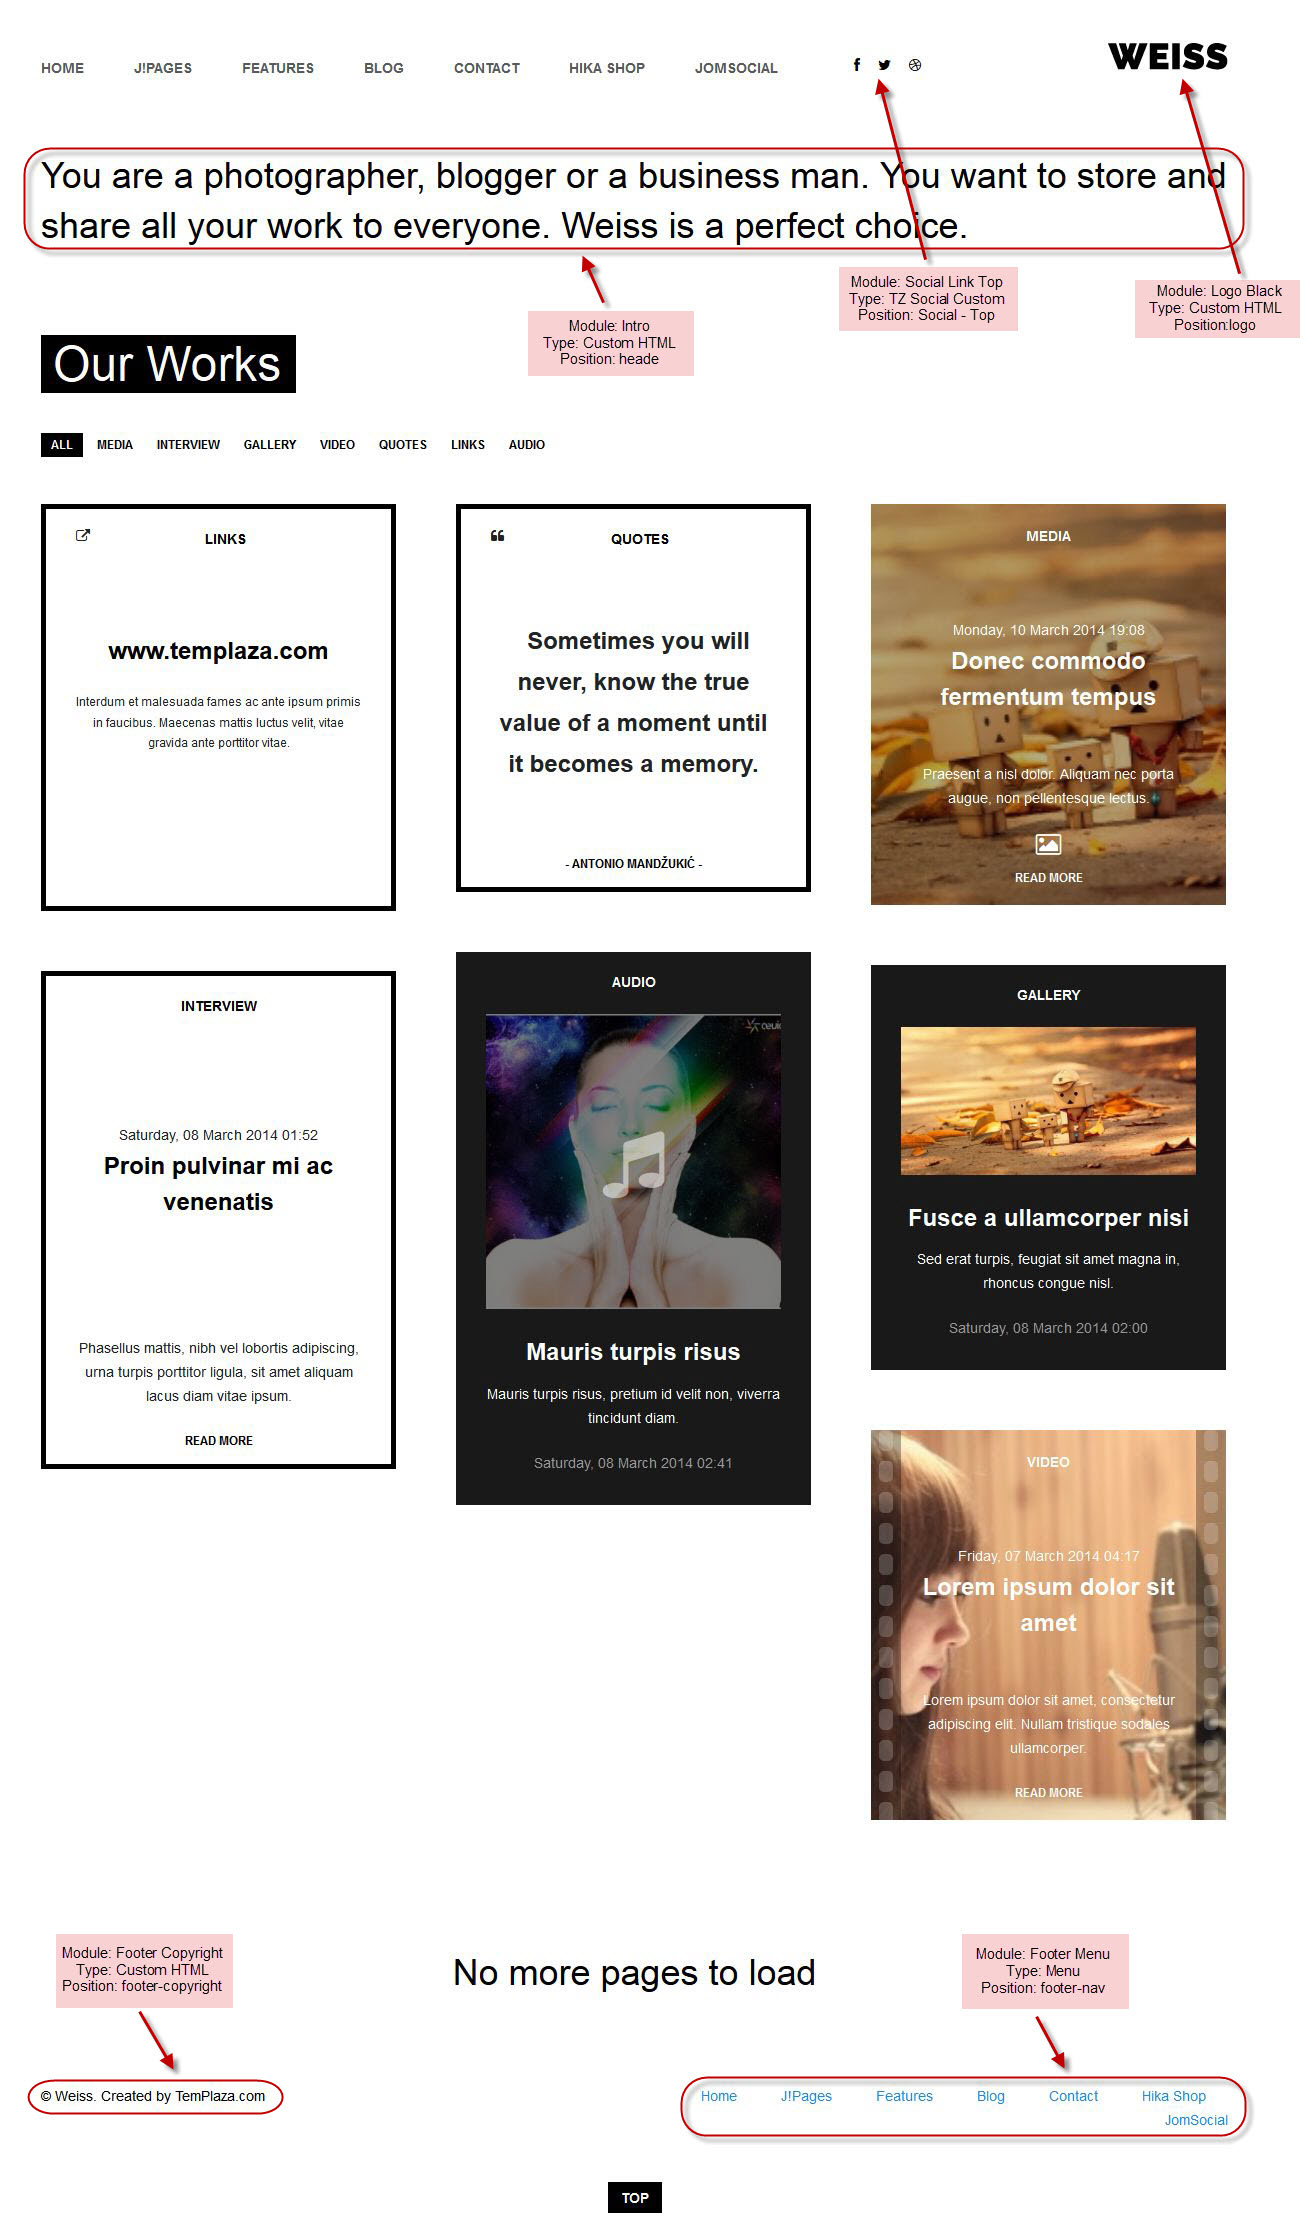 HOME J!PAGES FEATURES BLOG CONTACT HIKA SHOP JOMSOCIAL
WEISS
You are a photographer, blogger or a business man. You want to store and
share all your work to everyone. Weiss is a perfect choice.
Module: Intro
Type: Custom HTML
Position: heade
Module: Social Link Top
Type: TZ Social Custom
Position: Social - Top
Module: Logo Black
Type: Custom HTML
Position:logo
Our Works
ALL MEDIA INTERVIEW GALLERY VIDEO QUOTES LINKS AUDIO
LINKS
www.templaza.com
Interdum et malesuada fames ac ante ipsum primis
in faucibus. Maecenas mattis luctus velit, vitae
gravida ante porttitor vitae.
QUOTES
Sometimes you will
never, know the true
value of a moment until
it becomes a memory.
- ANTONIO MANDŽUKIĆ -
MEDIA
Monday, 10 March 2014 19:08
Donec commodo
fermentum tempus
Praesent a nisl dolor. Aliquam nec porta
augue, non pellentesque lectus.
READ MORE
INTERVIEW
Saturday, 08 March 2014 01:52
Proin pulvinar mi ac
venenatis
Phasellus mattis, nibh vel lobortis adipiscing,
urna turpis porttitor ligula, sit amet aliquam
lacus diam vitae ipsum.
READ MORE
AUDIO
Mauris turpis risus
Mauris turpis risus, pretium id velit non, viverra
tincidunt diam.
Saturday, 08 March 2014 02:41
GALLERY
Fusce a ullamcorper nisi
Sed erat turpis, feugiat sit amet magna in,
rhoncus congue nisl.
Saturday, 08 March 2014 02:00
VIDEO
Friday, 07 March 2014 04:17
Lorem ipsum dolor sit
amet
Lorem ipsum dolor sit amet, consectetur
adipiscing elit. Nullam tristique sodales
ullamcorper.
READ MORE
Module: Footer Copyright
Type: Custom HTML
Position: footer-copyright
No more pages to load
Module: Footer Menu
Type: Menu
Position: footer-nav
© Weiss. Created by TemPlaza.com
Home J!Pages Features Blog Contact Hika Shop
JomSocial
TOP